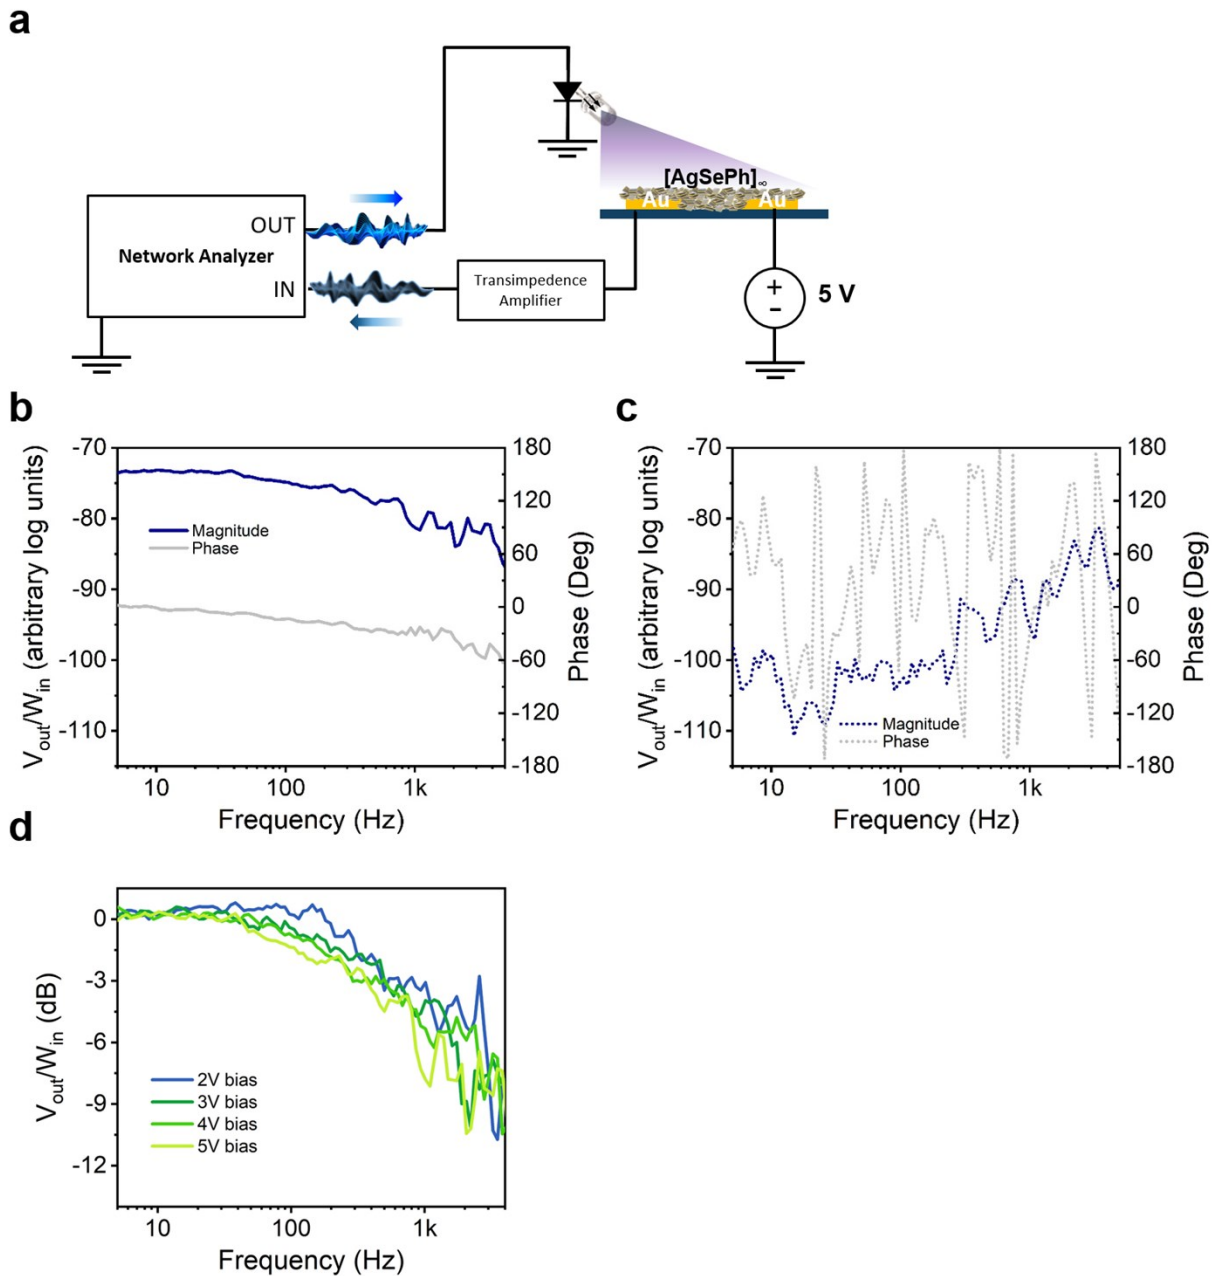 a
[AgSePh]∞
Au Au
OUT
Network Analyzer
IN
Transimpedence
Amplifier
+
-
5 V
b
Vout/Win (arbitrary log units)
-70
-80
-90
-100
-110
Magnitude
Phase
180
120
60
0
-60
-120
-180
Phase (Deg)
10 100 1k
Frequency (Hz)
c
Vout/Win (arbitrary log units)
-70
-80
-90
-100
-110
Magnitude
Phase
180
120
60
0
-60
-120
-180
Phase (Deg)
10 100 1k
Frequency (Hz)
d
Vout/Win (dB)
0
-3
-6
-9
-12
2V bias
3V bias
4V bias
5V bias
10 100 1k
Frequency (Hz)